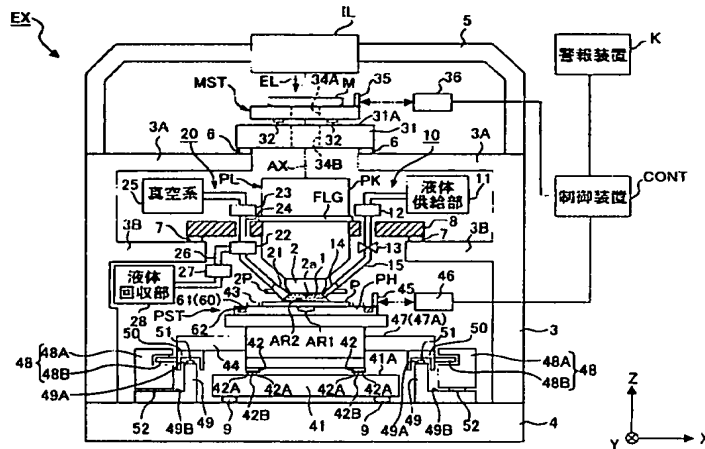 EX
IL
5
警報装置
K
EL
34A
M
35
36
MST
31A
3A
6
32
32
31
6
3A
20
34B
10
AX
PL
PK
CONT
25
真空系
23
FLG
液体供給部
11
制御装置
24
12
8
3B
7
22
7
3B
26
21
2
2a
1
14
13
27
15
液体回収部
2P
P
PH
45
46
61(60)
43
28
PST
62
AR2
AR1
47(47A)
3
50
51
51
50
48A
44
42
42
41A
48A
48
48B
48B
48
49A
42A
42A
42A
42A
52
49
42B
41
42B
49
49A
52
49B
9
9
49B
4
Z
Y
X